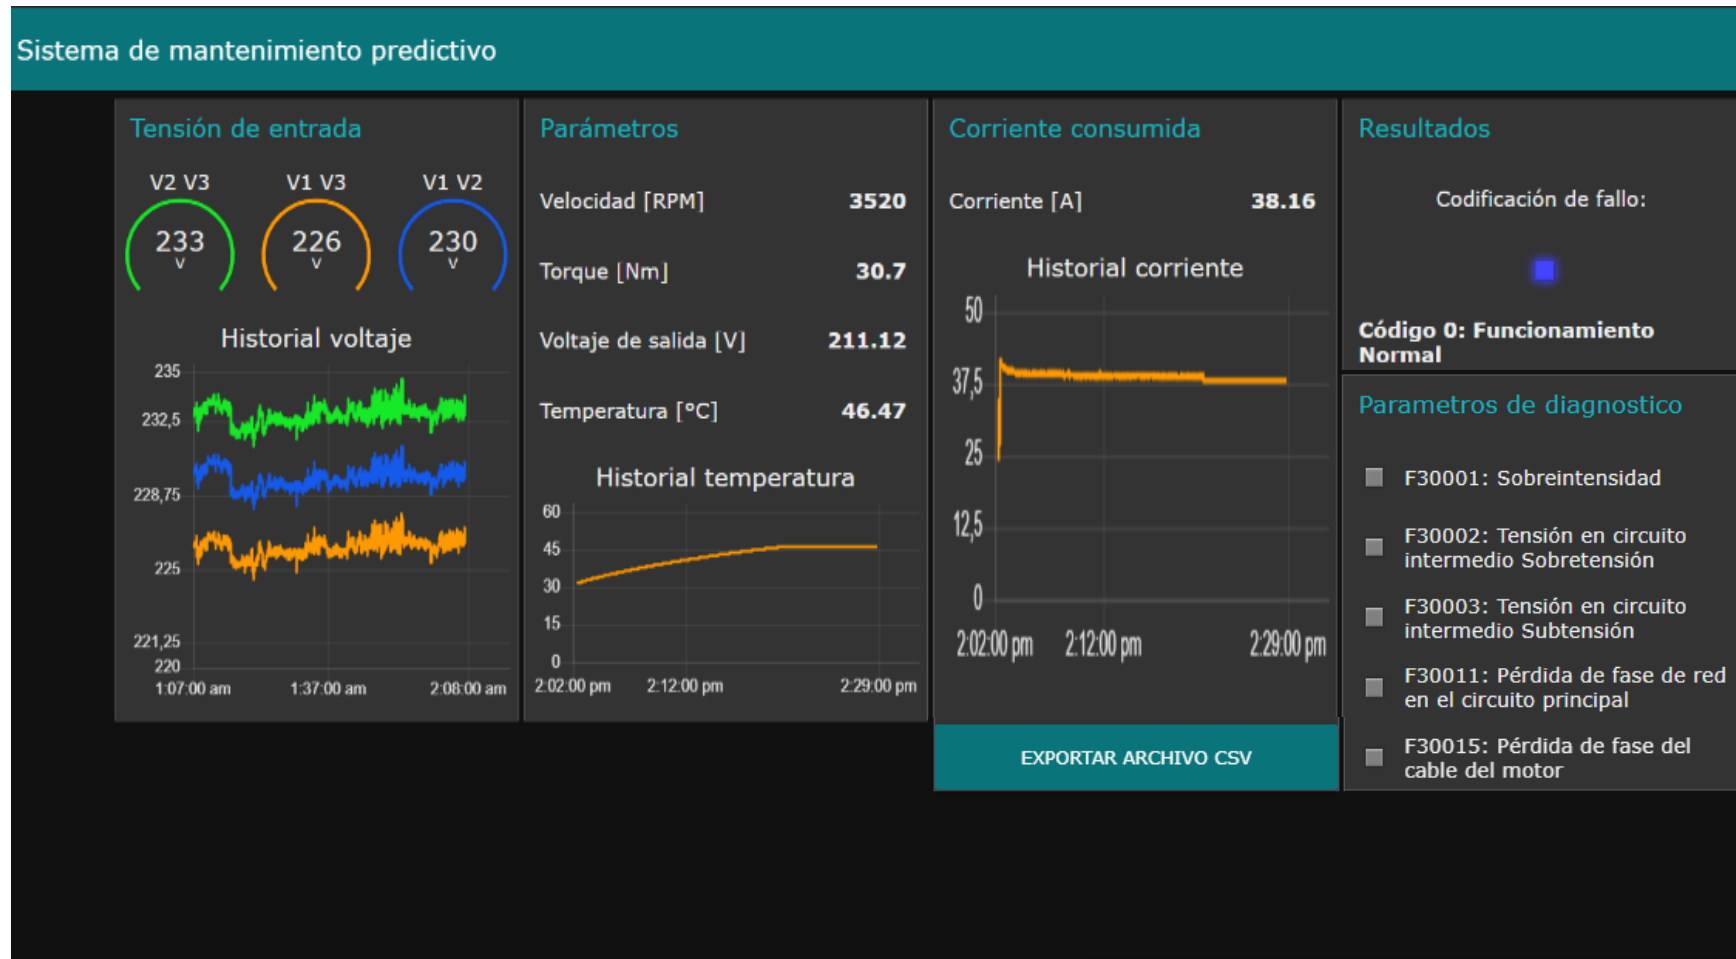 Sistema de mantenimiento predictivo
Tensión de entrada
V2 V3
V1 V3
V1 V2
233
V
226
V
230
V
Historial voltaje
235
232,5
228,75
225
221,25
220
1:07:00 am
1:37:00 am
2:08:00 am
Parámetros
Velocidad [RPM]
3520
Torque [Nm]
30.7
Voltaje de salida [V]
211.12
Temperatura [°C]
46.47
Historial temperatura
60
45
30
15
0
2:02:00 pm
2:12:00 pm
2:29:00 pm
Corriente consumida
Corriente [A]
38.16
Historial corriente
50
37,5
25
12,5
0
2:02:00 pm
2:12:00 pm
2:29:00 pm
EXPORTAR ARCHIVO CSV
Resultados
Codificación de fallo:
Código 0: Funcionamiento
Normal
Parametros de diagnostico
F30001: Sobreintensidad
F30002: Tensión en circuito
intermedio Sobretensión
F30003: Tensión en circuito
intermedio Subtensión
F30011: Pérdida de fase de red
en el circuito principal
F30015: Pérdida de fase del
cable del motor